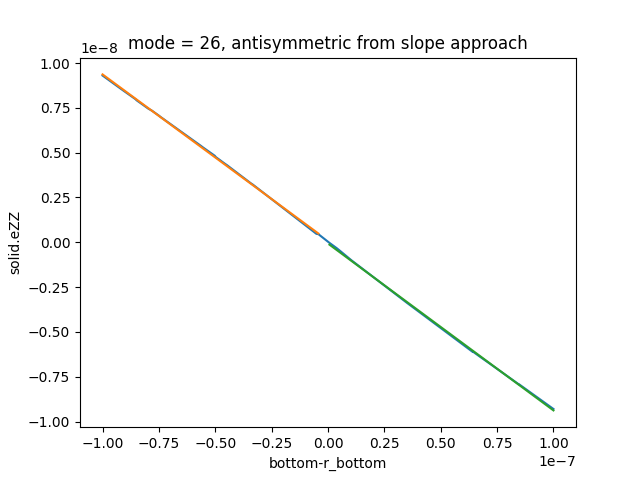 1e−8
mode = 26, antisymmetric from slope approach
1.00
0.75
0.50
0.25
0.00
−0.25
−0.50
−0.75
−1.00
solid.eZZ
−1.00 −0.75 −0.50 −0.25 0.00 0.25 0.50 0.75 1.00
bottom-r_bottom
1e−7